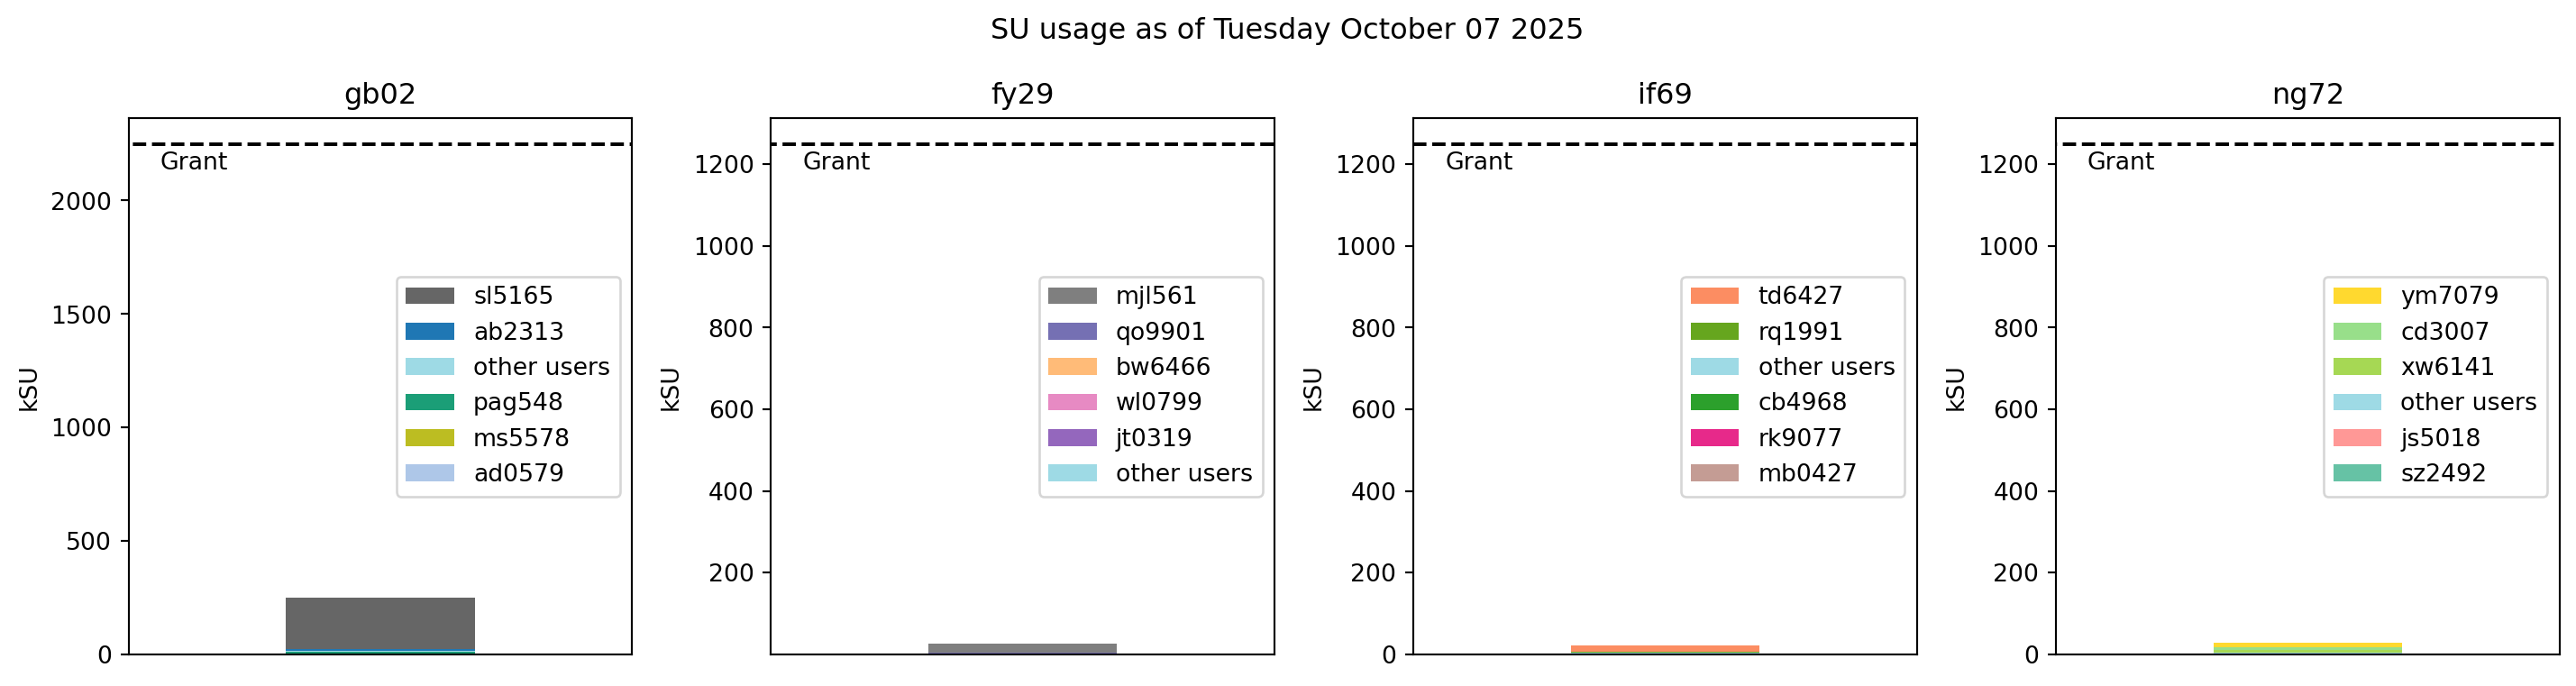 SU usage as of Tuesday October 07 2025
gb02
kSU
2000
1500
1000
500
0
Grant
sl5165
ab2313
other users
pag548
ms5578
ad0579
fy29
kSU
1200
1000
800
600
400
200
Grant
mjl561
qo9901
bw6466
wl0799
jt0319
other users
if69
kSU
1200
1000
800
600
400
200
0
Grant
td6427
rq1991
other users
cb4968
rk9077
mb0427
ng72
kSU
1200
1000
800
600
400
200
0
Grant
ym7079
cd3007
xw6141
other users
js5018
sz2492